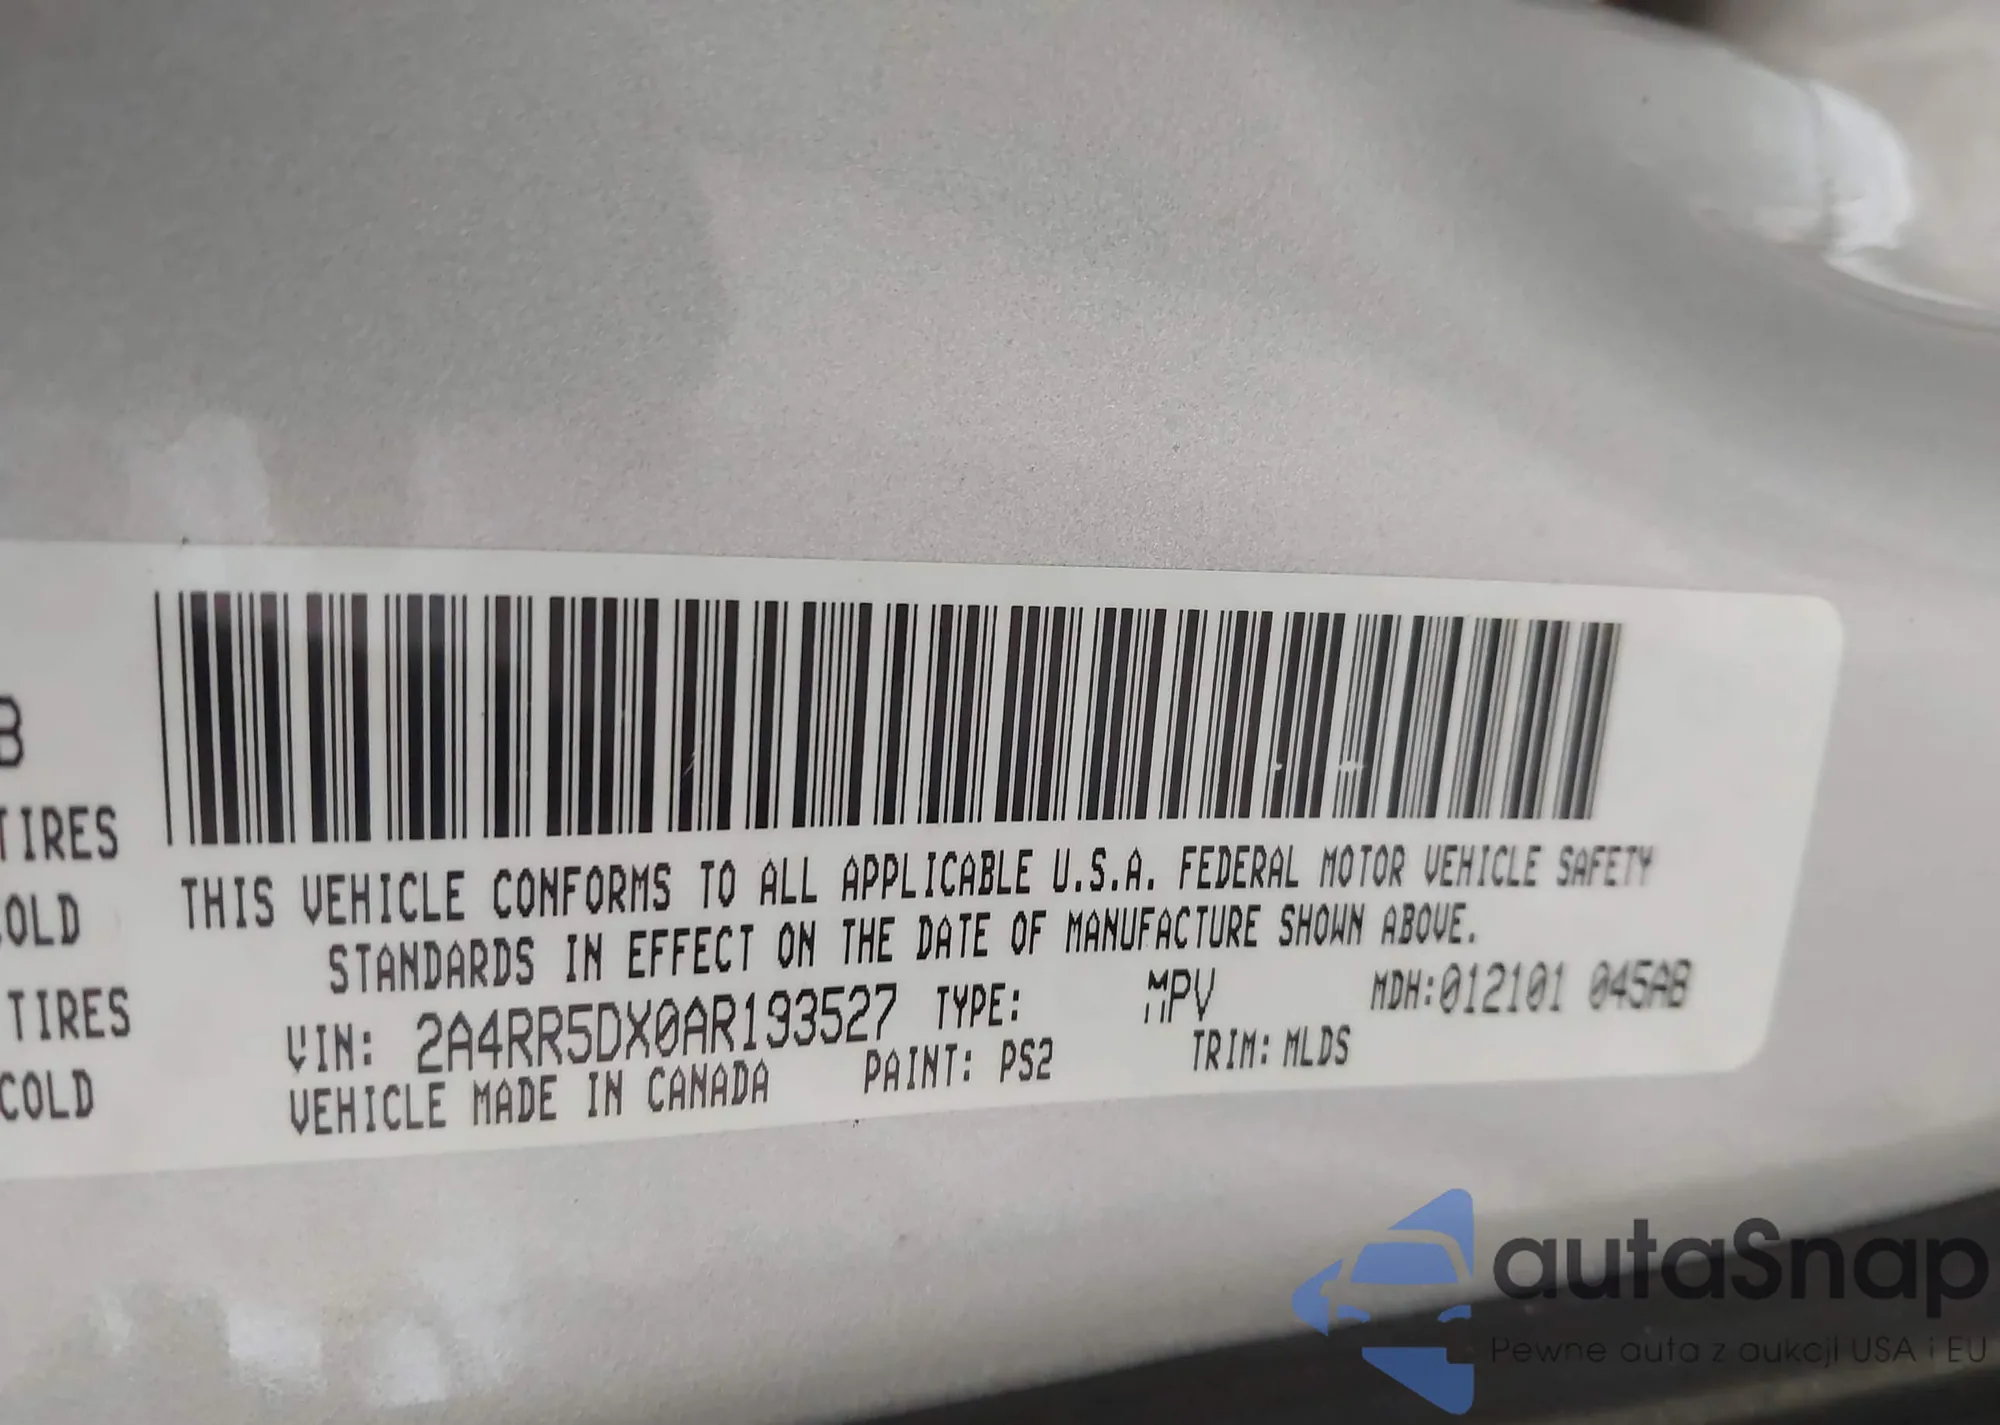 B
TIRES
COLD
TIRES
COLD
THIS VEHICLE CONFORMS TO ALL APPLICABLE U.S.A. FEDERAL MOTOR VEHICLE SAFETY
STANDARDS IN EFFECT ON THE DATE OF MANUFACTURE SHOWN ABOVE.
VIN: 2A4RR5DX0AR193527 TYPE: MPV MDH:012101 045AB
VEHICLE MADE IN CANADA PAINT: PS2 TRIM: MLDS
autaSnap
Pewne auta z aukcji USA i EU